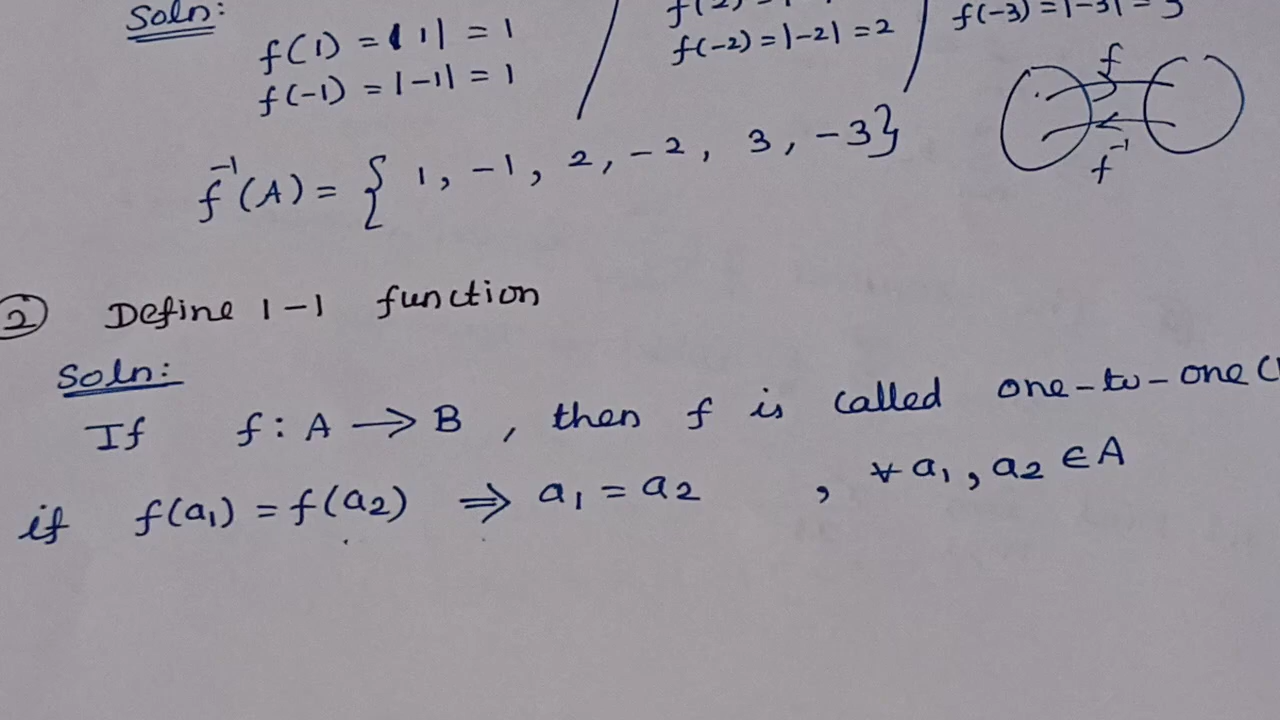 Soln:
f(1) = |1| = 1
f(-1) = |-1| = 1
f(-2) = |-2| = 2
f(-3) = |-3| = 3
f
f⁻¹
f⁻¹(A) = { 1, -1, 2, -2, 3, -3}
② Define 1-1 function
Soln:
If f : A → B , then f is called one-to-one (
if f(a₁) = f(a₂) ⇒ a₁ = a₂ , ∀ a₁, a₂ ∈ A